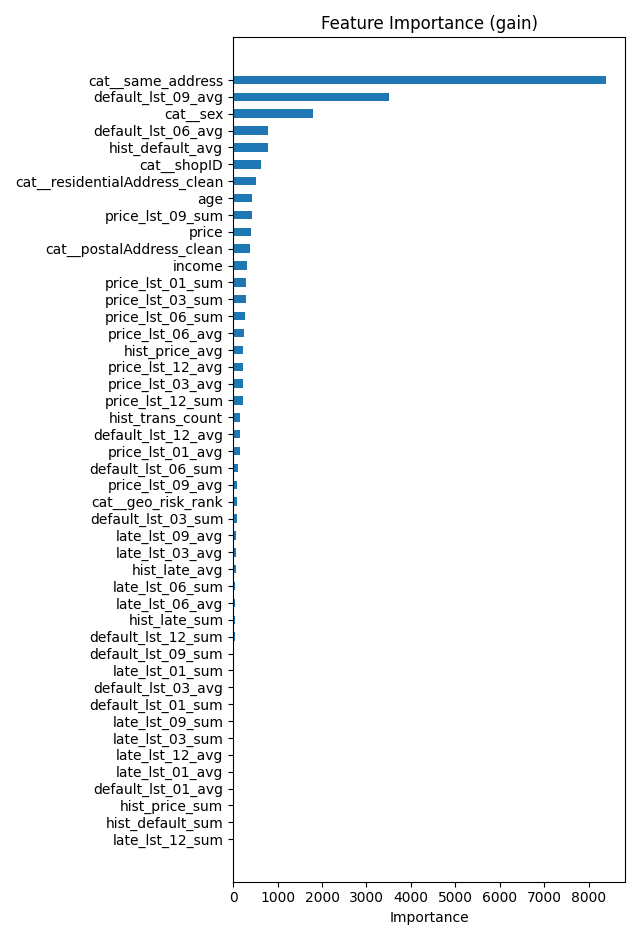 Feature Importance (gain)
cat__same_address
default_lst_09_avg
cat__sex
default_lst_06_avg
hist_default_avg
cat__shopID
cat__residentialAddress_clean
age
price_lst_09_sum
price
cat__postalAddress_clean
income
price_lst_01_sum
price_lst_03_sum
price_lst_06_sum
price_lst_06_avg
hist_price_avg
price_lst_12_avg
price_lst_03_avg
price_lst_12_sum
hist_trans_count
default_lst_12_avg
price_lst_01_avg
default_lst_06_sum
price_lst_09_avg
cat__geo_risk_rank
default_lst_03_sum
late_lst_09_avg
late_lst_03_avg
hist_late_avg
late_lst_06_sum
late_lst_06_avg
hist_late_sum
default_lst_12_sum
default_lst_09_sum
late_lst_01_sum
default_lst_03_avg
default_lst_01_sum
late_lst_09_sum
late_lst_03_sum
late_lst_12_avg
late_lst_01_avg
default_lst_01_avg
hist_price_sum
hist_default_sum
late_lst_12_sum
0 1000 2000 3000 4000 5000 6000 7000 8000
Importance